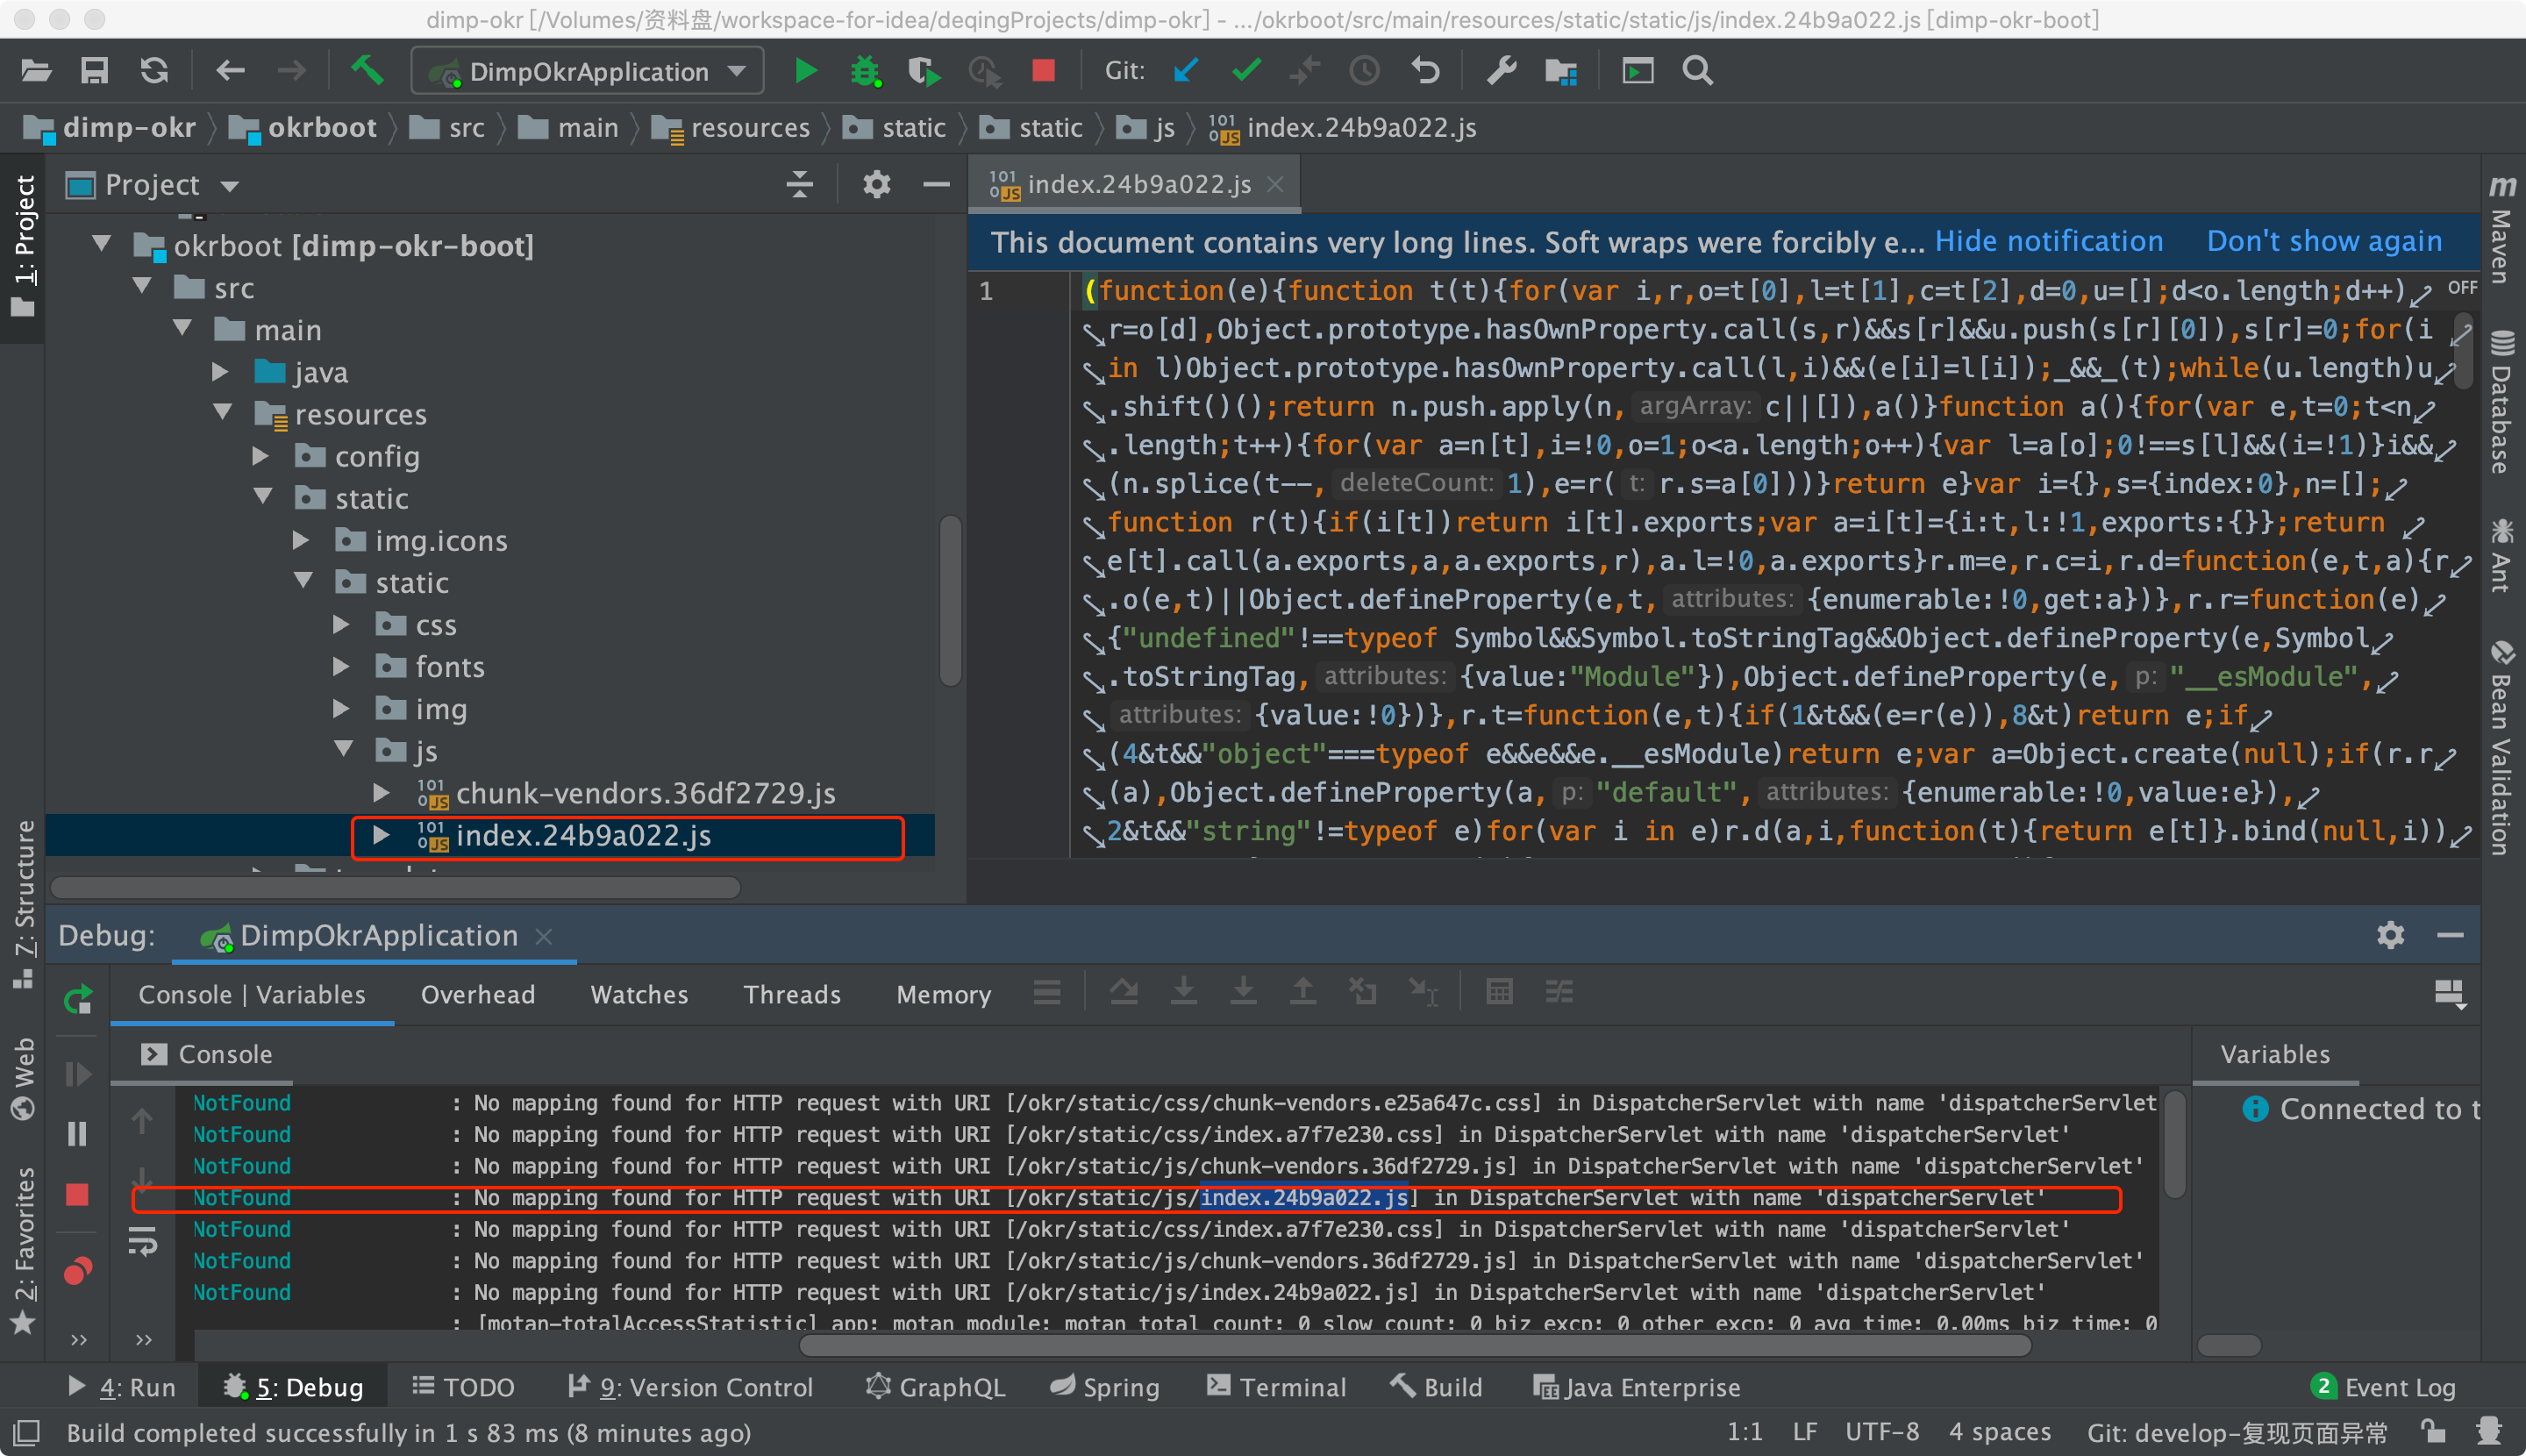 dimp-okr [/Volumes/资料盘/workspace-for-idea/deqingProjects/dimp-okr] - .../okrboot/src/main/resources/static/static/js/index.24b9a022.js [dimp-okr-boot]
DimpOkrApplication
Git:
dimp-okr okrboot src main resources static static js index.24b9a022.js
1: Project
Project
okrboot [dimp-okr-boot]
src
main
java
resources
config
static
img.icons
static
css
fonts
img
js
chunk-vendors.36df2729.js
index.24b9a022.js
index.24b9a022.js
This document contains very long lines. Soft wraps were forcibly e... Hide notification Don't show again
OFF
1 (function(e){function t(t){for(var i,r,o=t[0],l=t[1],c=t[2],d=0,u=[];d<o.length;d++)
r=o[d],Object.prototype.hasOwnProperty.call(s,r)&&s[r]&&u.push(s[r][0]),s[r]=0;for(i
in l)Object.prototype.hasOwnProperty.call(l,i)&&(e[i]=l[i]);_&&_(t);while(u.length)u
.shift()();return n.push.apply(n, argArray: c||[]),a()}function a(){for(var e,t=0;t<n
.length;t++){for(var a=n[t],i=!0,o=1;o<a.length;o++){var l=a[o];0!==s[l]&&(i=!1)}i&&
(n.splice(t--, deleteCount: 1),e=r( t: r.s=a[0]))}return e}var i={},s={index:0},n=[];
function r(t){if(i[t])return i[t].exports;var a=i[t]={i:t,l:!1,exports:{}};return
e[t].call(a.exports,a,a.exports,r),a.l=!0,a.exports}r.m=e,r.c=i,r.d=function(e,t,a){r
.o(e,t)||Object.defineProperty(e,t, attributes: {enumerable:!0,get:a})},r.r=function(e)
{"undefined"!==typeof Symbol&&Symbol.toStringTag&&Object.defineProperty(e,Symbol
.toStringTag, attributes: {value:"Module"}),Object.defineProperty(e, p: "__esModule",
attributes: {value:!0})},r.t=function(e,t){if(1&t&&(e=r(e)),8&t)return e;if
(4&t&&"object"===typeof e&&e&&e.__esModule)return e;var a=Object.create(null);if(r.r
(a),Object.defineProperty(a, p: "default", attributes: {enumerable:!0,value:e}),
2&t&&"string"!=typeof e)for(var i in e)r.d(a,i,function(t){return e[t]}.bind(null,i))
Maven
Database
Ant
Bean Validation
Z: Structure
Web
2: Favorites
Debug: DimpOkrApplication
Console | Variables Overhead Watches Threads Memory
Console
Variables
NotFound : No mapping found for HTTP request with URI [/okr/static/css/chunk-vendors.e25a647c.css] in DispatcherServlet with name 'dispatcherServlet
NotFound : No mapping found for HTTP request with URI [/okr/static/css/index.a7f7e230.css] in DispatcherServlet with name 'dispatcherServlet'
NotFound : No mapping found for HTTP request with URI [/okr/static/js/chunk-vendors.36df2729.js] in DispatcherServlet with name 'dispatcherServlet'
NotFound : No mapping found for HTTP request with URI [/okr/static/js/index.24b9a022.js] in DispatcherServlet with name 'dispatcherServlet'
NotFound : No mapping found for HTTP request with URI [/okr/static/css/index.a7f7e230.css] in DispatcherServlet with name 'dispatcherServlet'
NotFound : No mapping found for HTTP request with URI [/okr/static/js/chunk-vendors.36df2729.js] in DispatcherServlet with name 'dispatcherServlet'
NotFound : No mapping found for HTTP request with URI [/okr/static/js/index.24b9a022.js] in DispatcherServlet with name 'dispatcherServlet'
: [motan-totalAccessStatistic] app: motan module: motan total_count: 0 slow_count: 0 biz_excp: 0 other_excp: 0 avg_time: 0.00ms biz_time: 0
Connected to t
4: Run 5: Debug TODO 9: Version Control GraphQL Spring Terminal Build Java Enterprise 2 Event Log
Build completed successfully in 1 s 83 ms (8 minutes ago) 1:1 LF UTF-8 4 spaces Git: develop-复现页面异常